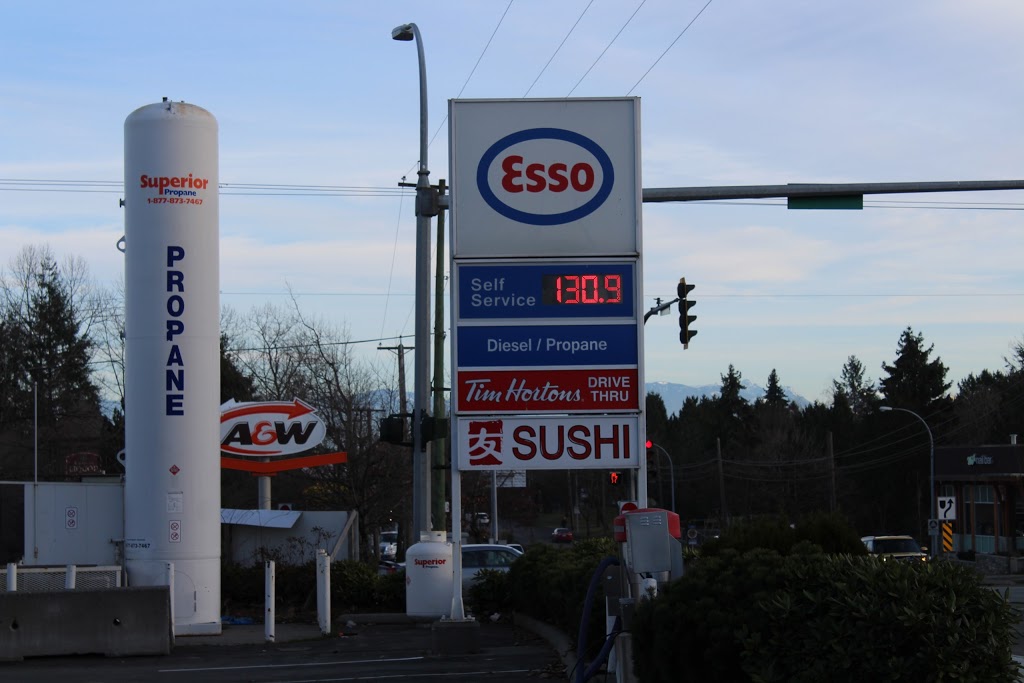 Superior
Propane
1-877-873-7467
PROPANE
A&W
Esso
Self
Service
130.9
Diesel / Propane
Tim Hortons.
DRIVE
THRU
友
SUSHI
Superior